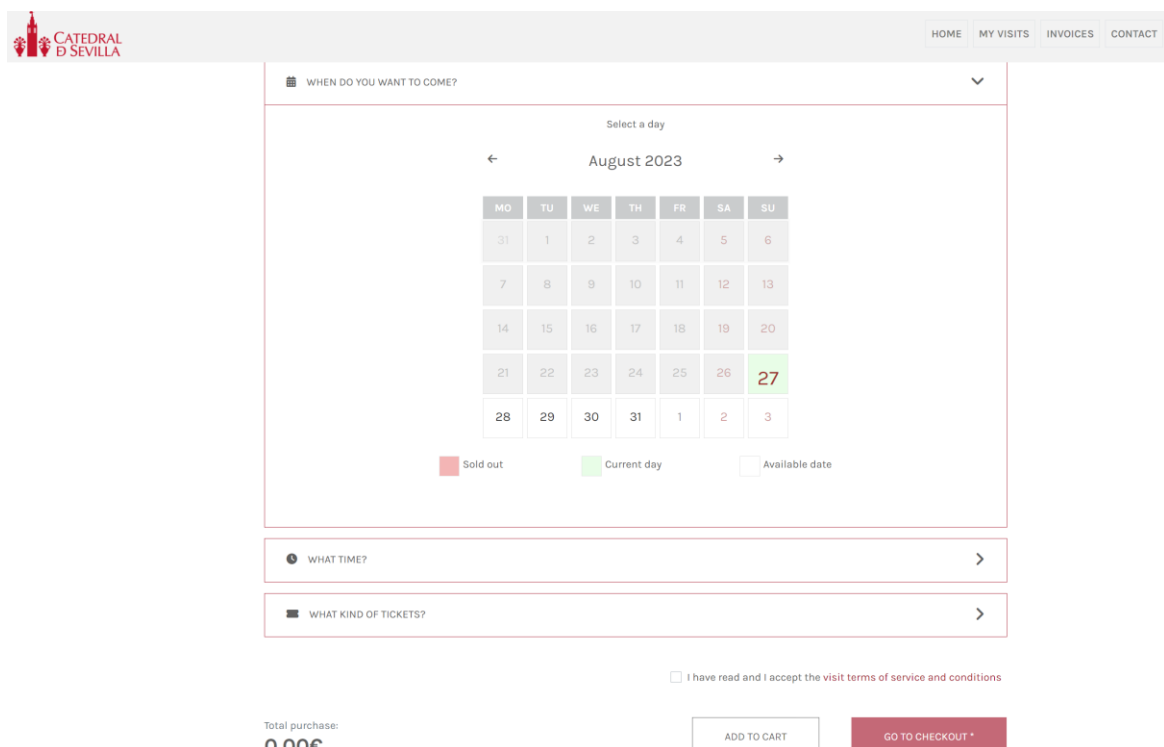 CATEDRAL
Đ SEVILLA
HOME MY VISITS INVOICES CONTACT
WHEN DO YOU WANT TO COME?
Select a day
August 2023
MO TU WE TH FR SA SU
31 1 2 3 4 5 6
7 8 9 10 11 12 13
14 15 16 17 18 19 20
21 22 23 24 25 26 27
28 29 30 31 1 2 3
Sold out Current day Available date
WHAT TIME?
WHAT KIND OF TICKETS?
I have read and I accept the visit terms of service and conditions
Total purchase:
0.00€
ADD TO CART GO TO CHECKOUT *